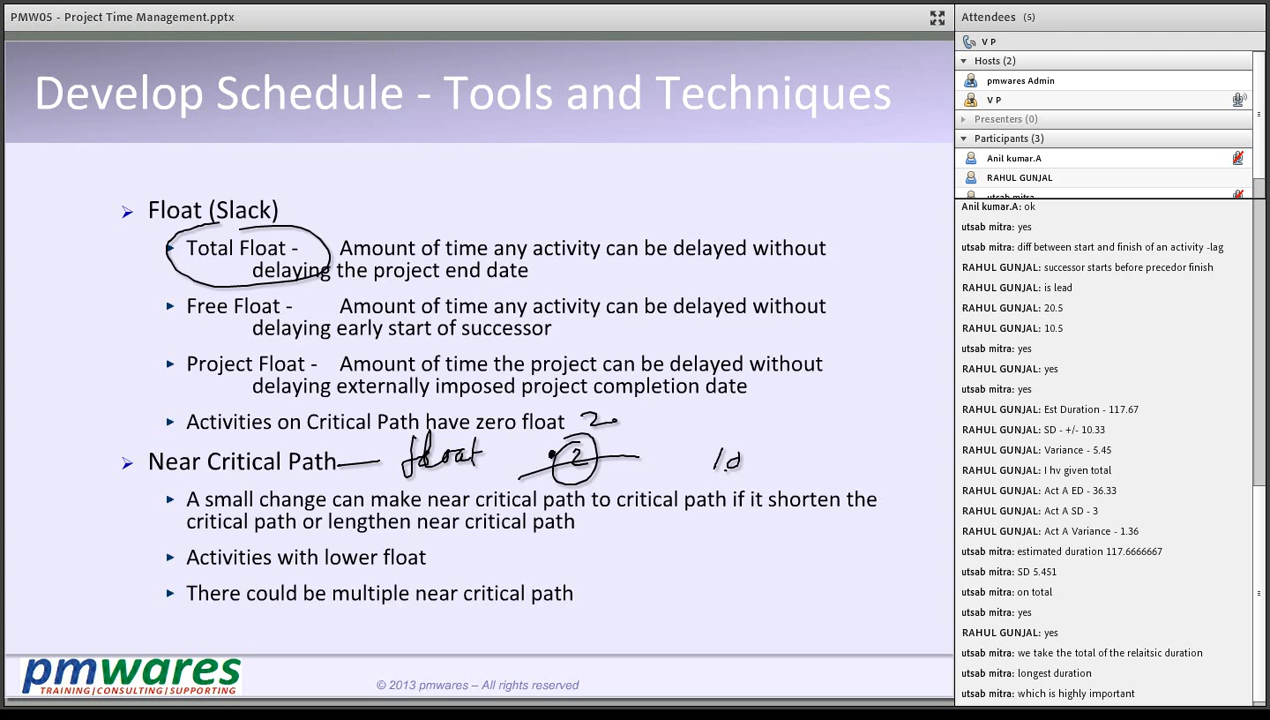 PMW05 - Project Time Management.pptx
Develop Schedule - Tools and Techniques
Float (Slack)
Total Float - Amount of time any activity can be delayed without
delaying the project end date
Free Float - Amount of time any activity can be delayed without
delaying early start of successor
Project Float - Amount of time the project can be delayed without
delaying externally imposed project completion date
Activities on Critical Path have zero float
Near Critical Path
float
2
A small change can make near critical path to critical path if it shorten the
critical path or lengthen near critical path
Activities with lower float
There could be multiple near critical path
pmwares
TRAINING|CONSULTING|SUPPORTING
© 2013 pmwares – All rights reserved
Attendees (5)
V P
Hosts (2)
pmwares Admin
V P
Presenters (0)
Participants (3)
Anil kumar.A
RAHUL GUNJAL
utsab mitra
Anil kumar.A: ok
utsab mitra: yes
utsab mitra: diff between start and finish of an activity -lag
RAHUL GUNJAL: successor starts before precedor finish
RAHUL GUNJAL: is lead
RAHUL GUNJAL: 20.5
RAHUL GUNJAL: 10.5
utsab mitra: yes
RAHUL GUNJAL: yes
utsab mitra: yes
RAHUL GUNJAL: Est Duration - 117.67
RAHUL GUNJAL: SD - +/- 10.33
RAHUL GUNJAL: Variance - 5.45
RAHUL GUNJAL: I hv given total
RAHUL GUNJAL: Act A ED - 36.33
RAHUL GUNJAL: Act A SD - 3
RAHUL GUNJAL: Act A Variance - 1.36
utsab mitra: estimated duration 117.6666667
utsab mitra: SD 5.451
utsab mitra: on total
utsab mitra: yes
RAHUL GUNJAL: yes
utsab mitra: we take the total of the relaitsic duration
utsab mitra: longest duration
utsab mitra: which is highly important